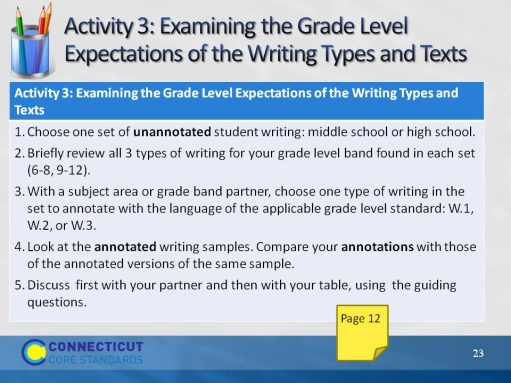 Activity 3: Examining the Grade Level
Expectations of the Writing Types and Texts
Activity 3: Examining the Grade Level Expectations of the Writing Types and
Texts
1. Choose one set of unannotated student writing: middle school or high school.
2. Briefly review all 3 types of writing for your grade level band found in each set
(6-8, 9-12).
3. With a subject area or grade band partner, choose one type of writing in the
set to annotate with the language of the applicable grade level standard: W.1,
W.2, or W.3.
4. Look at the annotated writing samples. Compare your annotations with those
of the annotated versions of the same sample.
5. Discuss first with your partner and then with your table, using the guiding
questions.
Page 12
CONNECTICUT
CORE STANDARDS
23